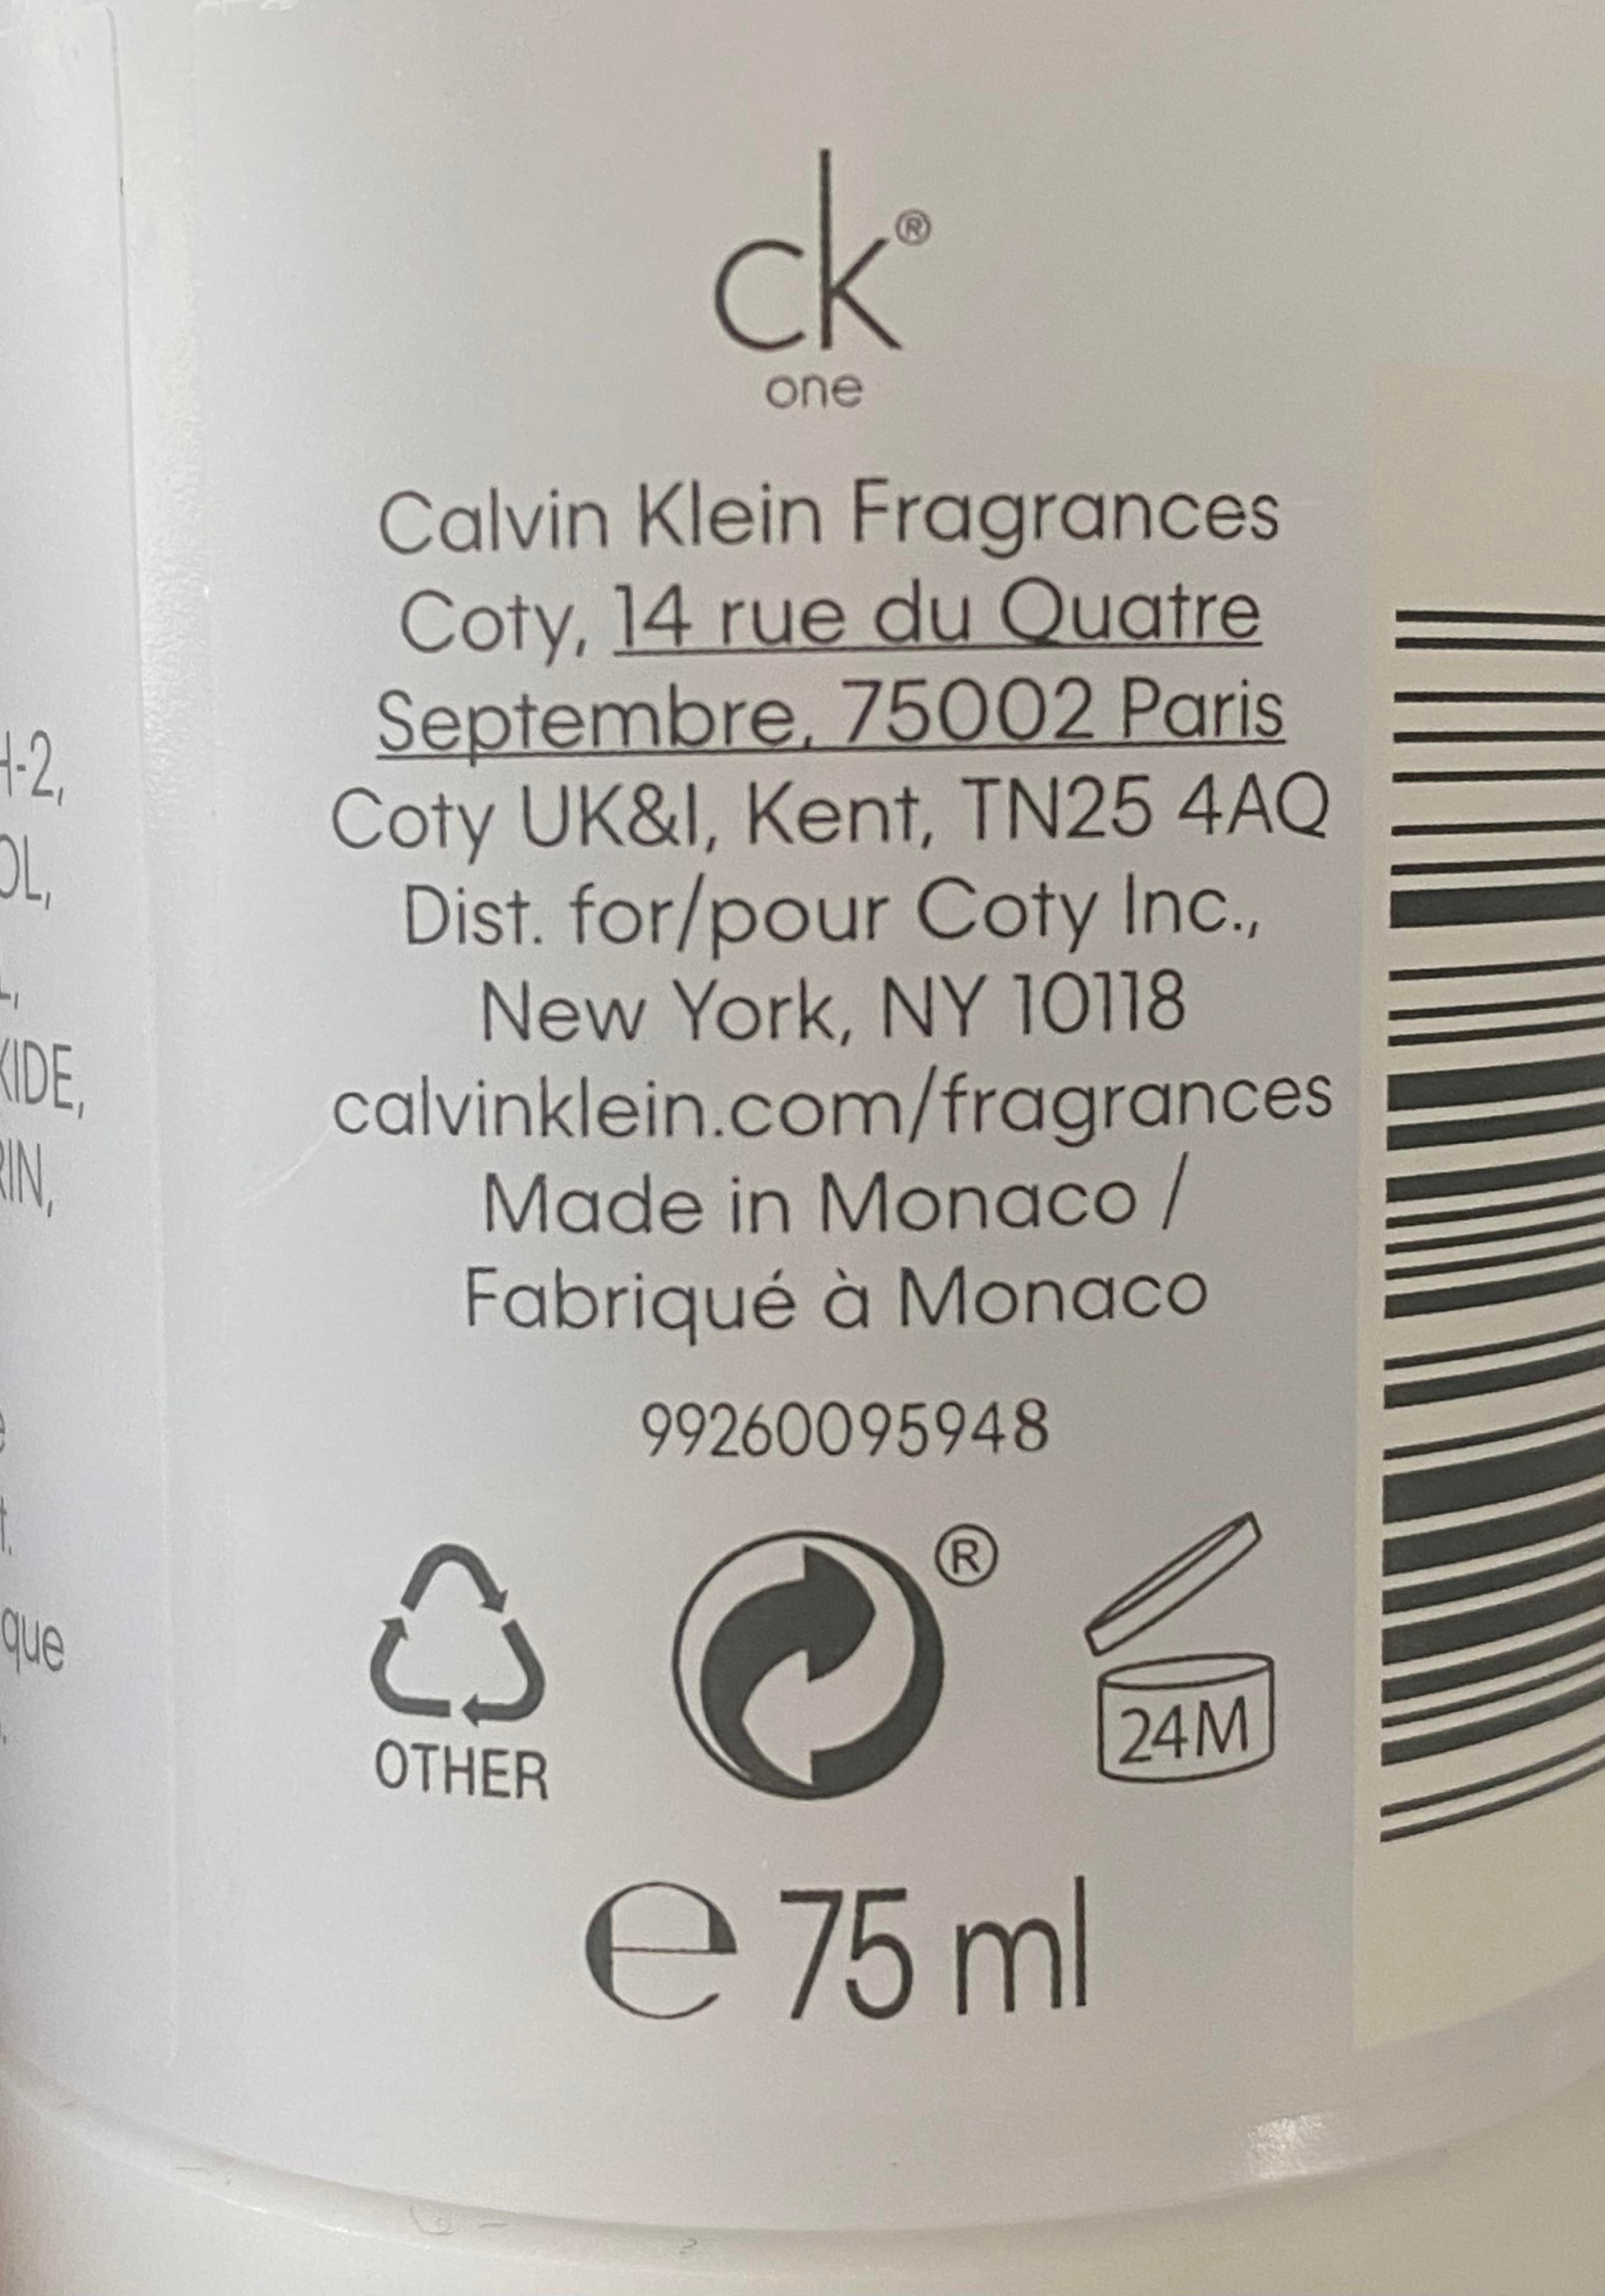 ck®
one
Calvin Klein Fragrances
Coty, 14 rue du Quatre
Septembre, 75002 Paris
Coty UK&I, Kent, TN25 4AQ
Dist. for/pour Coty Inc.,
New York, NY 10118
calvinklein.com/fragrances
Made in Monaco /
Fabriqué à Monaco
99260095948
®
24M
OTHER
e 75 ml